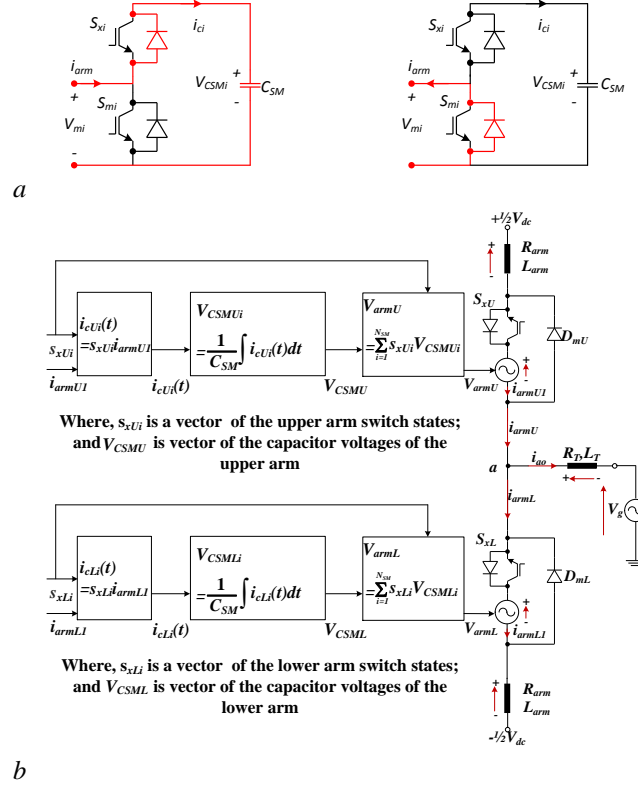 S_xi
i_ci
i_arm
+
V_CSMi
+
-
C_SM
S_mi
V_mi
-
S_xi
i_ci
i_arm
+
V_CSMi
+
-
C_SM
S_mi
V_mi
-
a
+½V_dc
+
-
R_arm
L_arm
i_cUi(t)
=s_xUi i_armU1
V_CSMUi
= 1/C_SM ∫ i_cUi(t)dt
V_armU
= ∑_{i=1}^{N_SM} s_xUi V_CSMUi
S_xU
D_mU
s_xUi
i_armU1
i_cUi(t)
V_CSMU
V_armU
+
-
i_armU1
Where, s_xUi is a vector of the upper arm switch states;
and V_CSMU is vector of the capacitor voltages of the
upper arm
i_armU
a
i_ao
R_T,L_T
+
-
V_g
i_armL
i_cLi(t)
=s_xLi i_armL1
V_CSMLi
= 1/C_SM ∫ i_cLi(t)dt
V_armL
= ∑_{i=1}^{N_SM} s_xLi V_CSMLi
S_xL
D_mL
s_xLi
i_armL1
i_cLi(t)
V_CSML
V_armL
+
-
i_armL1
Where, s_xLi is a vector of the lower arm switch states;
and V_CSML is vector of the capacitor voltages of the
lower arm
+
-
R_arm
L_arm
-½V_dc
b